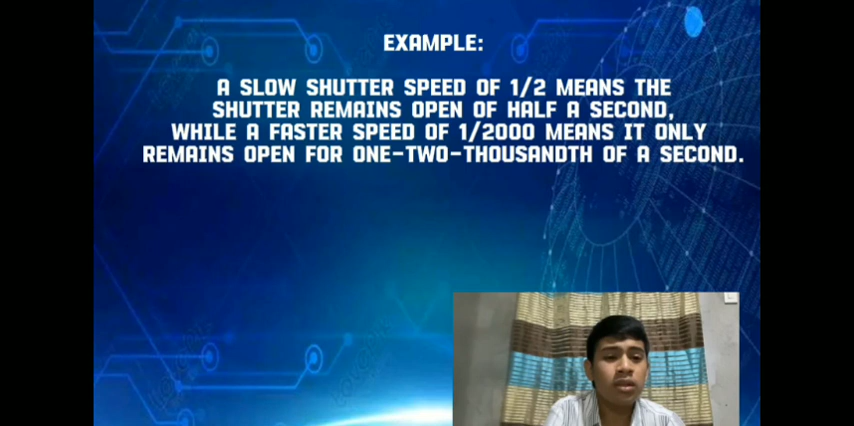 EXAMPLE:
A SLOW SHUTTER SPEED OF 1/2 MEANS THE
SHUTTER REMAINS OPEN OF HALF A SECOND,
WHILE A FASTER SPEED OF 1/2000 MEANS IT ONLY
REMAINS OPEN FOR ONE-TWO-THOUSANDTH OF A SECOND.